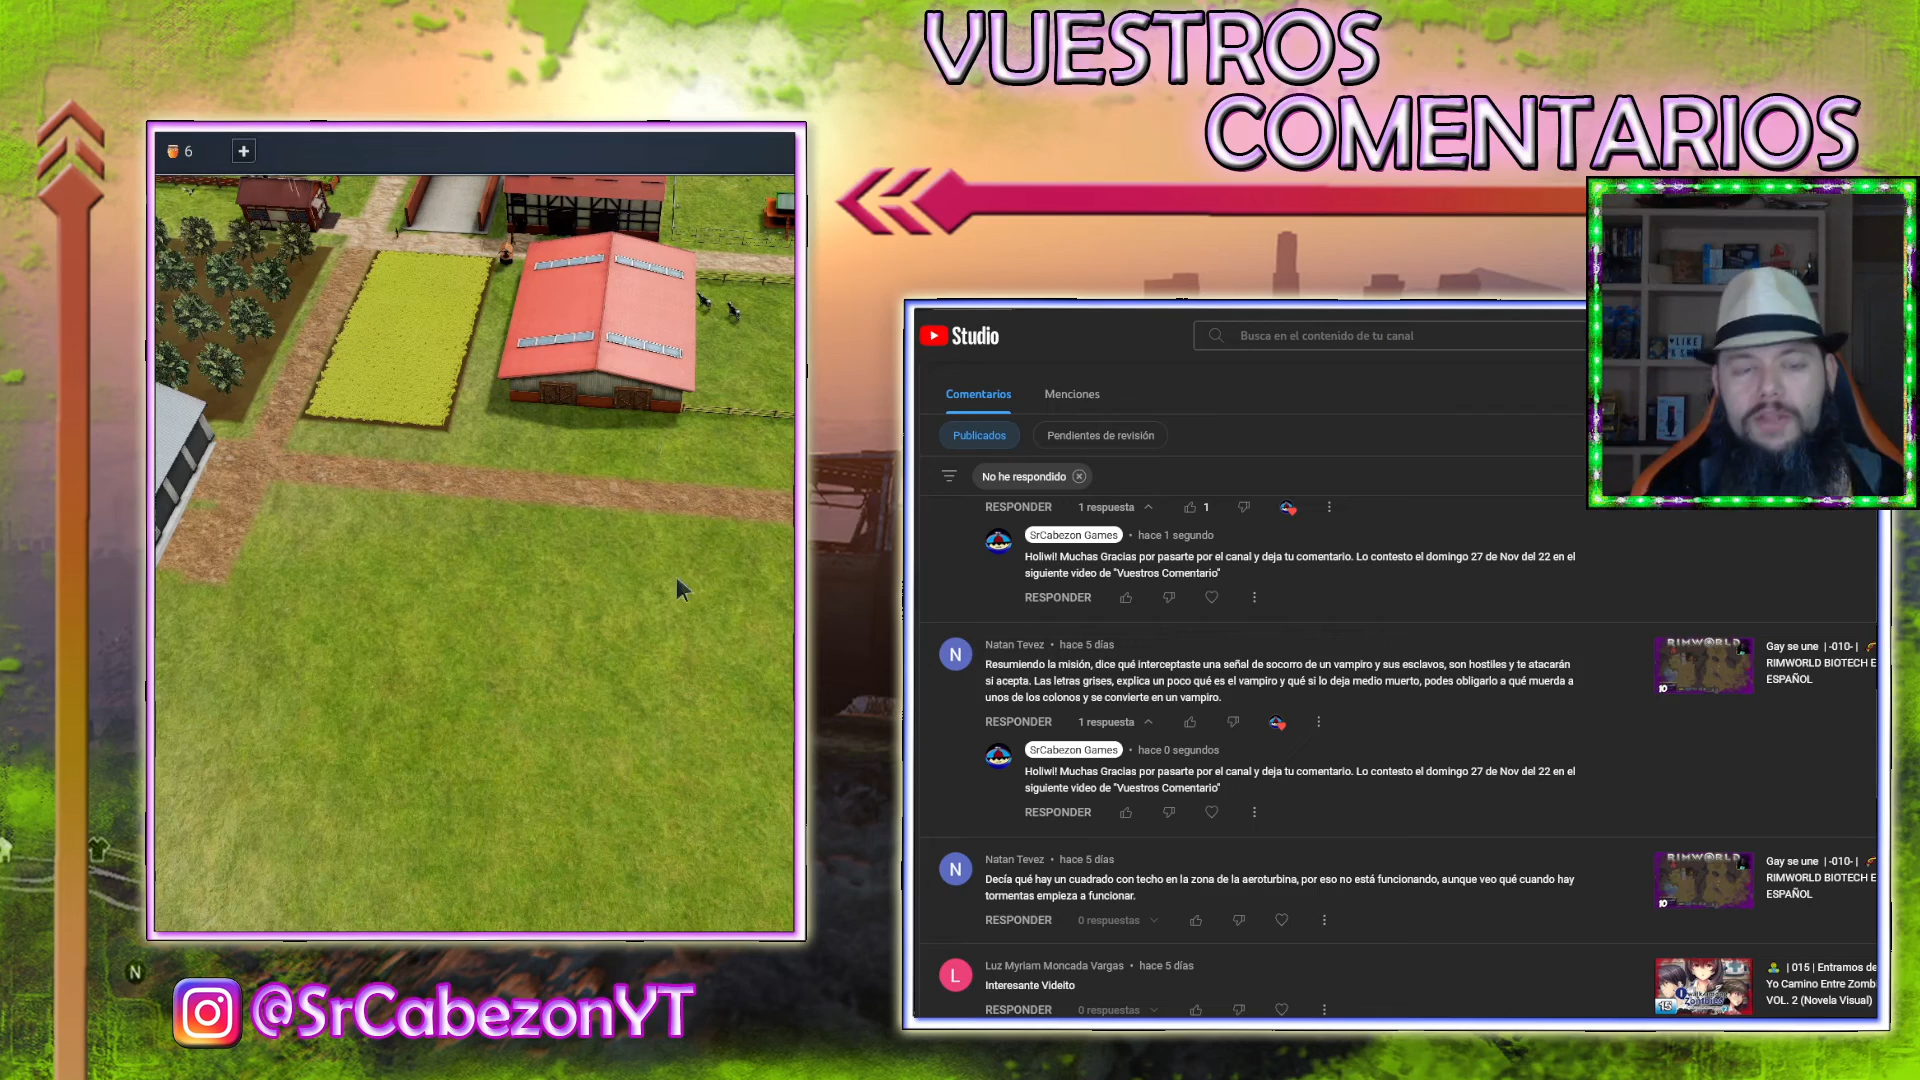 VUESTROS
COMENTARIOS
6
+
Studio
Busca en el contenido de tu canal
Comentarios
Menciones
Publicados
Pendientes de revisión
No he respondido
RESPONDER 1 respuesta 1
SrCabezon Games • hace 1 segundo
Holiwi! Muchas Gracias por pasarte por el canal y deja tu comentario. Lo contesto el domingo 27 de Nov del 22 en el
siguiente video de "Vuestros Comentario"
RESPONDER
N
Natan Tevez • hace 5 días
Resumiendo la misión, dice qué interceptaste una señal de socorro de un vampiro y sus esclavos, son hostiles y te atacarán
si acepta. Las letras grises, explica un poco qué es el vampiro y qué si lo deja medio muerto, podes obligarlo a qué muerda a
unos de los colonos y se convierte en un vampiro.
RESPONDER 1 respuesta
RIMWORLD
10
Gay se une | -010- |
RIMWORLD BIOTECH E
ESPAÑOL
SrCabezon Games • hace 0 segundos
Holiwi! Muchas Gracias por pasarte por el canal y deja tu comentario. Lo contesto el domingo 27 de Nov del 22 en el
siguiente video de "Vuestros Comentario"
RESPONDER
N
Natan Tevez • hace 5 días
Decía qué hay un cuadrado con techo en la zona de la aeroturbina, por eso no está funcionando, aunque veo qué cuando hay
tormentas empieza a funcionar.
RESPONDER 0 respuestas
RIMWORLD
10
Gay se une | -010- |
RIMWORLD BIOTECH E
ESPAÑOL
L
Luz Myriam Moncada Vargas • hace 5 días
Interesante Videito
RESPONDER 0 respuestas
15
| 015 | Entramos de
Yo Camino Entre Zomb
VOL. 2 (Novela Visual)
LIKE
N
@SrCabezonYT